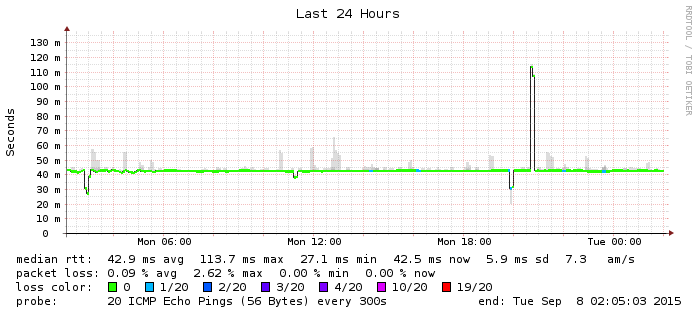 Last 24 Hours
RRDTOOL / TOBI OETIKER
Seconds
130 m
120 m
110 m
100 m
90 m
80 m
70 m
60 m
50 m
40 m
30 m
20 m
10 m
0
Mon 06:00 Mon 12:00 Mon 18:00 Tue 00:00
median rtt: 42.9 ms avg 113.7 ms max 27.1 ms min 42.5 ms now 5.9 ms sd 7.3 am/s
packet loss: 0.09 % avg 2.62 % max 0.00 % min 0.00 % now
loss color: 0 1/20 2/20 3/20 4/20 10/20 19/20
probe: 20 ICMP Echo Pings (56 Bytes) every 300s end: Tue Sep 8 02:05:03 2015